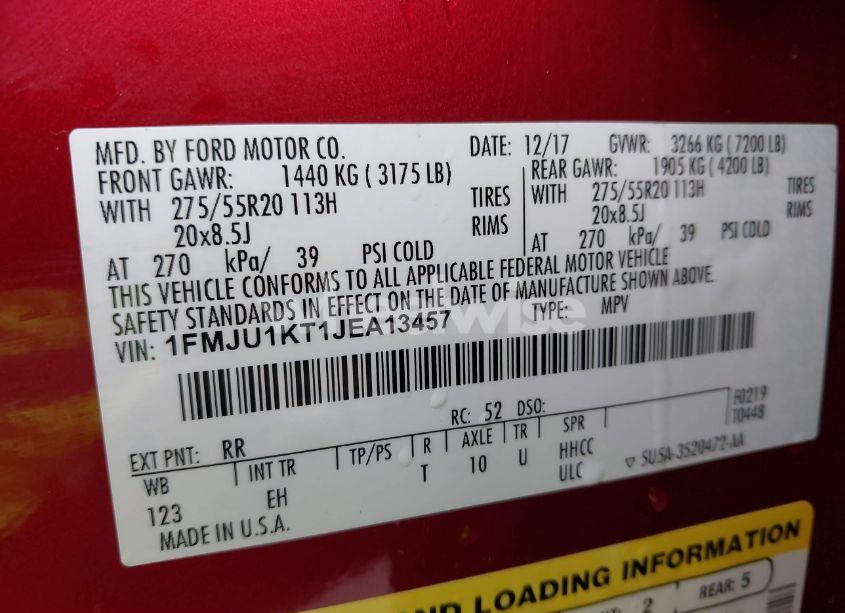 MFD. BY FORD MOTOR CO.
DATE: 12/17 GVWR: 3266 KG ( 7200 LB)
FRONT GAWR: 1440 KG ( 3175 LB)
WITH 275/55R20 113H TIRES
20x8.5J RIMS
AT 270 kPa/ 39 PSI COLD
REAR GAWR: 1905 KG ( 4200 LB)
WITH 275/55R20 113H TIRES
20x8.5J RIMS
AT 270 kPa/ 39 PSI COLD
THIS VEHICLE CONFORMS TO ALL APPLICABLE FEDERAL MOTOR VEHICLE
SAFETY STANDARDS IN EFFECT ON THE DATE OF MANUFACTURE SHOWN ABOVE.
VIN: 1FMJU1KT1JEA13457 TYPE: MPV
F0219
T0448
RC: 52 DSO:
EXT PNT: RR
WB INT TR TP/PS R AXLE TR SPR
123 EH T 10 U HHCC
ULC
5U5A-3520472-AA
MADE IN U.S.A.
AND LOADING INFORMATION
2 REAR: 5